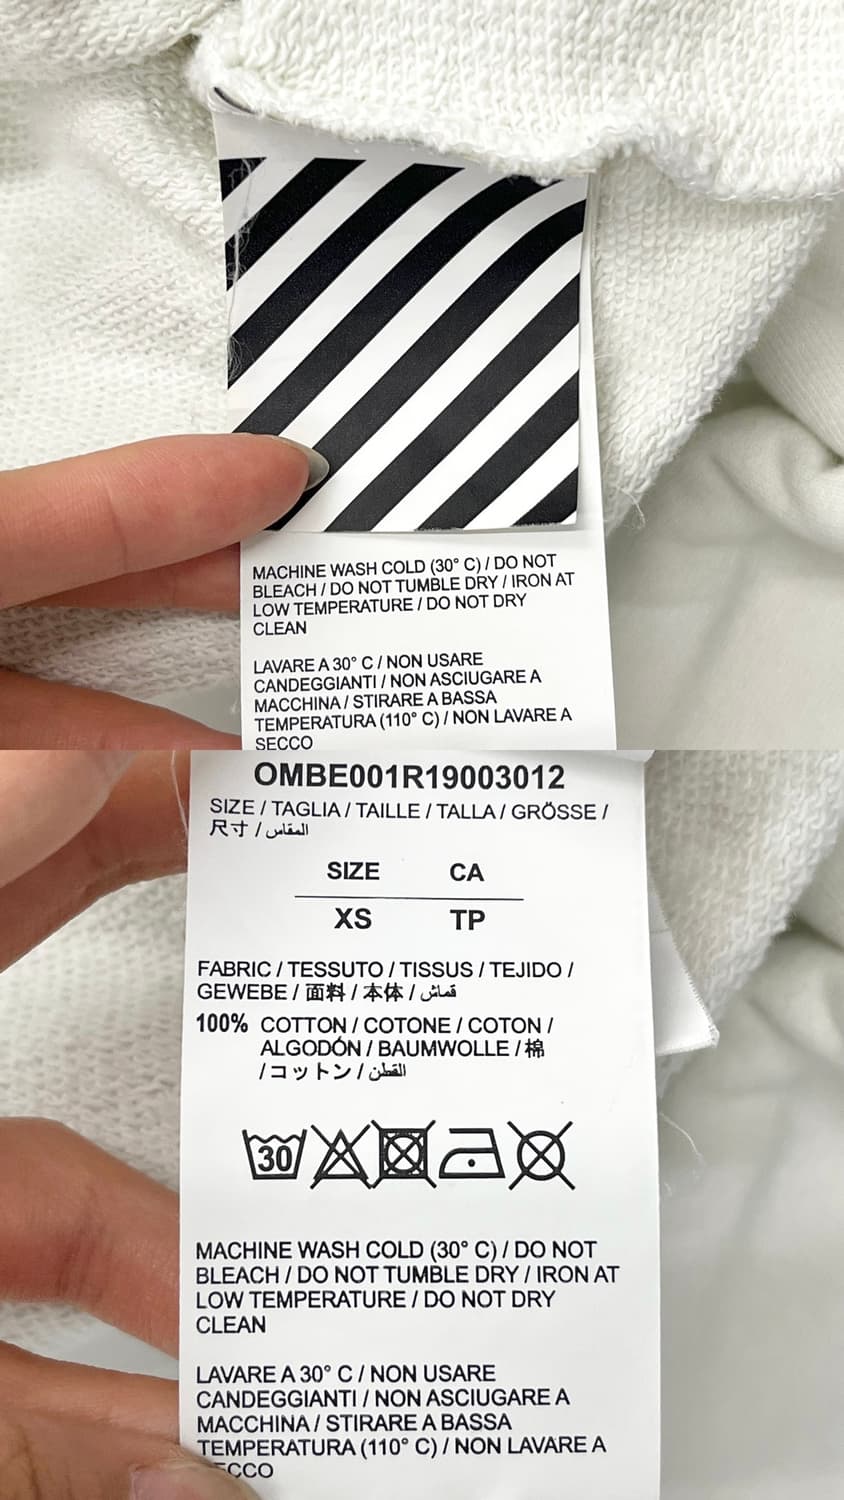 MACHINE WASH COLD (30° C) / DO NOT
BLEACH / DO NOT TUMBLE DRY / IRON AT
LOW TEMPERATURE / DO NOT DRY
CLEAN
LAVARE A 30° C / NON USARE
CANDEGGIANTI / NON ASCIUGARE A
MACCHINA / STIRARE A BASSA
TEMPERATURA (110° C) / NON LAVARE A
SECCO
OMBE001R19003012
SIZE / TAGLIA / TAILLE / TALLA / GRÖSSE /
尺寸 / المقاس
SIZE CA
XS TP
FABRIC / TESSUTO / TISSUS / TEJIDO /
GEWEBE / 面料 / 本体 / قماش
100% COTTON / COTONE / COTON /
ALGODÓN / BAUMWOLLE / 棉
/ コットン / القطن
30
MACHINE WASH COLD (30° C) / DO NOT
BLEACH / DO NOT TUMBLE DRY / IRON AT
LOW TEMPERATURE / DO NOT DRY
CLEAN
LAVARE A 30° C / NON USARE
CANDEGGIANTI / NON ASCIUGARE A
MACCHINA / STIRARE A BASSA
TEMPERATURA (110° C) / NON LAVARE A
SECCO